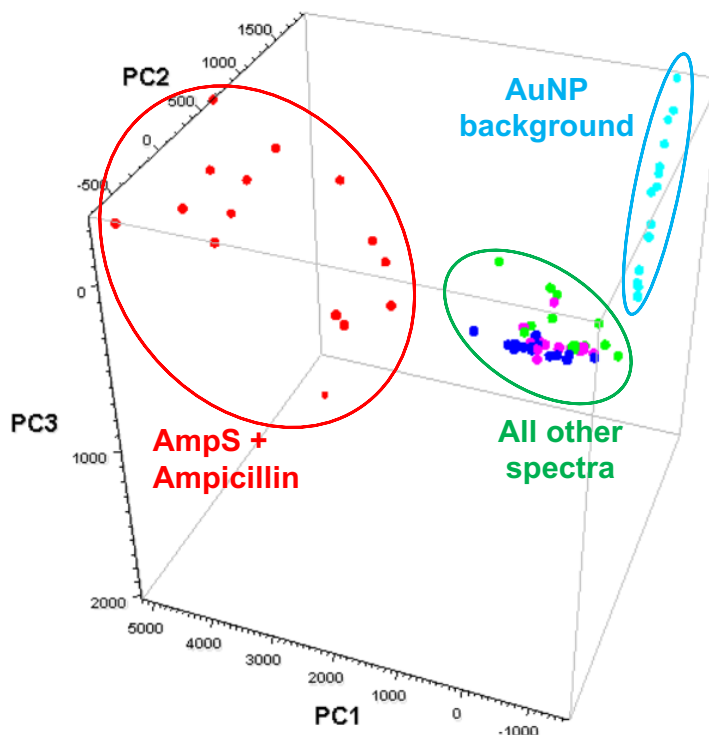 1500
1000
PC2
500
0
-500
AuNP
background
0
PC3
1000
AmpS +
Ampicillin
All other
spectra
2000
5000
4000
3000
2000
1000
0
-1000
PC1